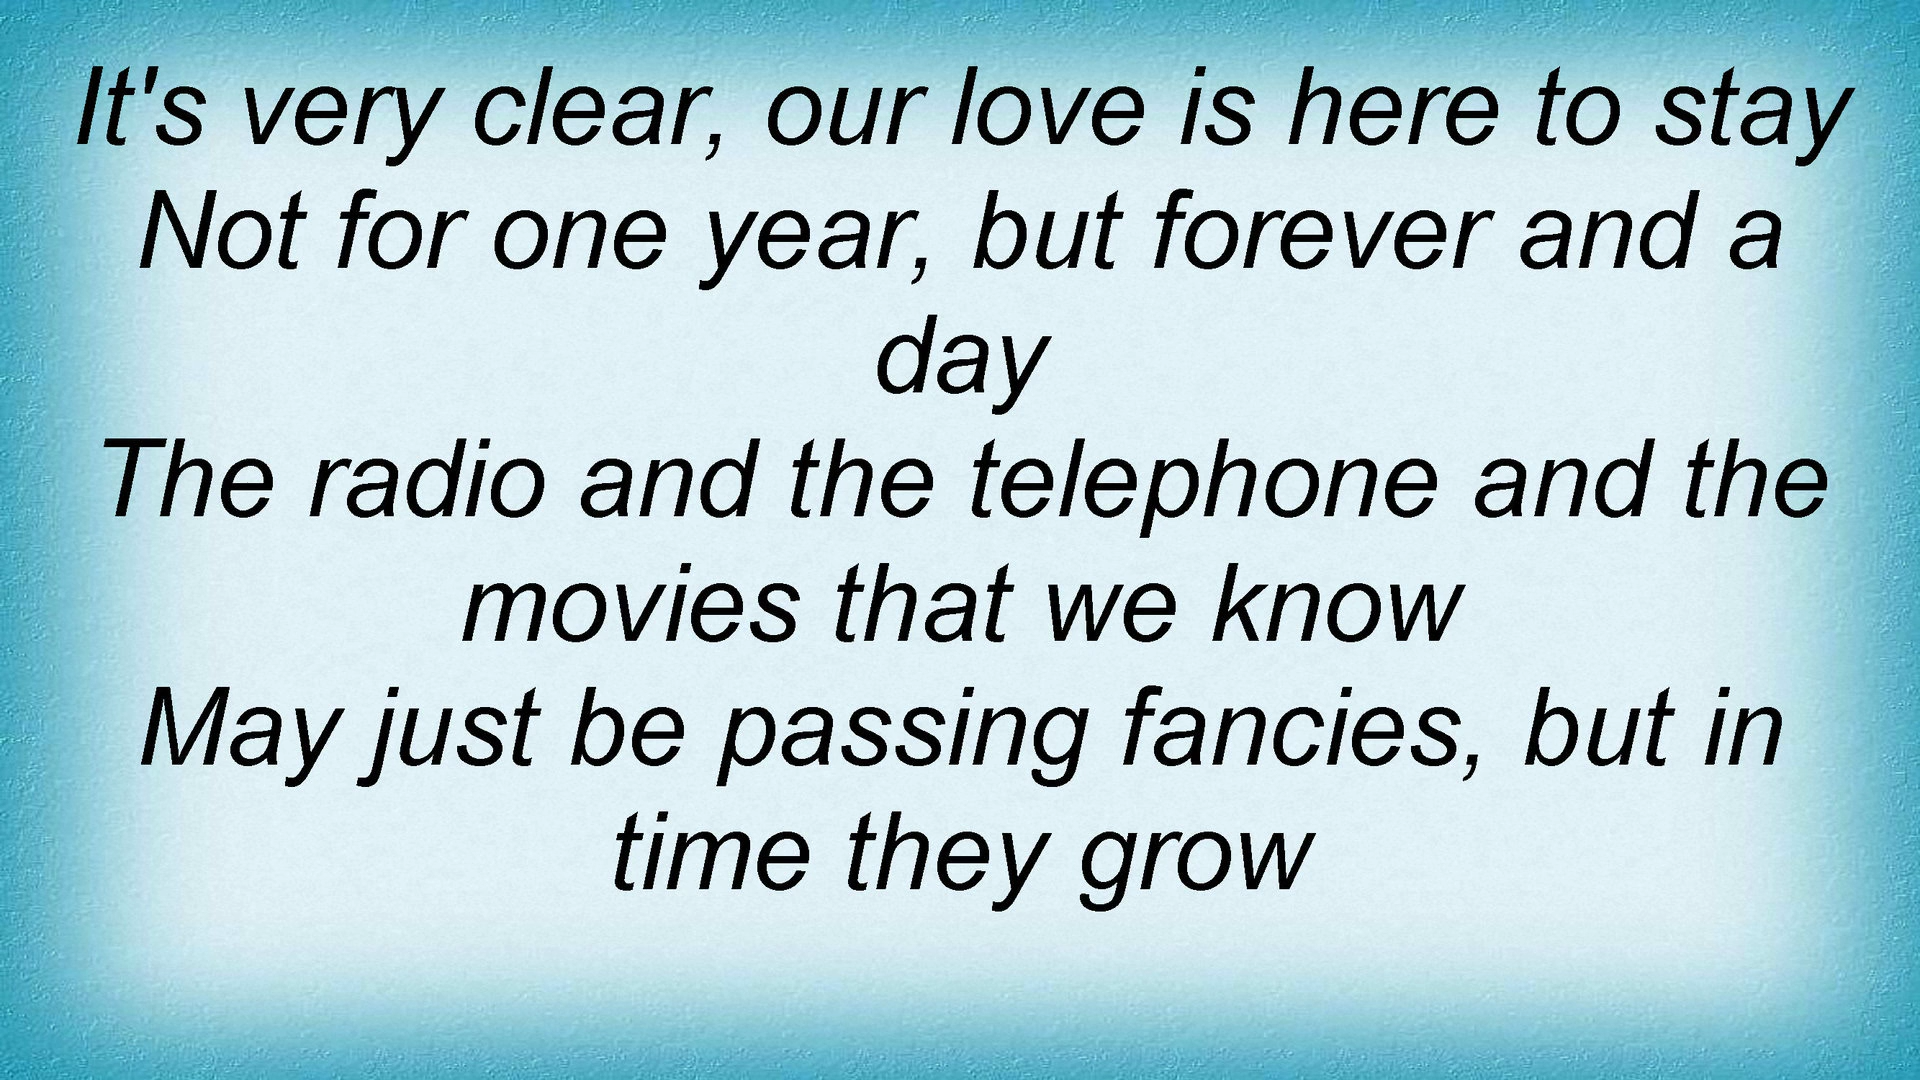 It's very clear, our love is here to stay
Not for one year, but forever and a
day
The radio and the telephone and the
movies that we know
May just be passing fancies, but in
time they grow